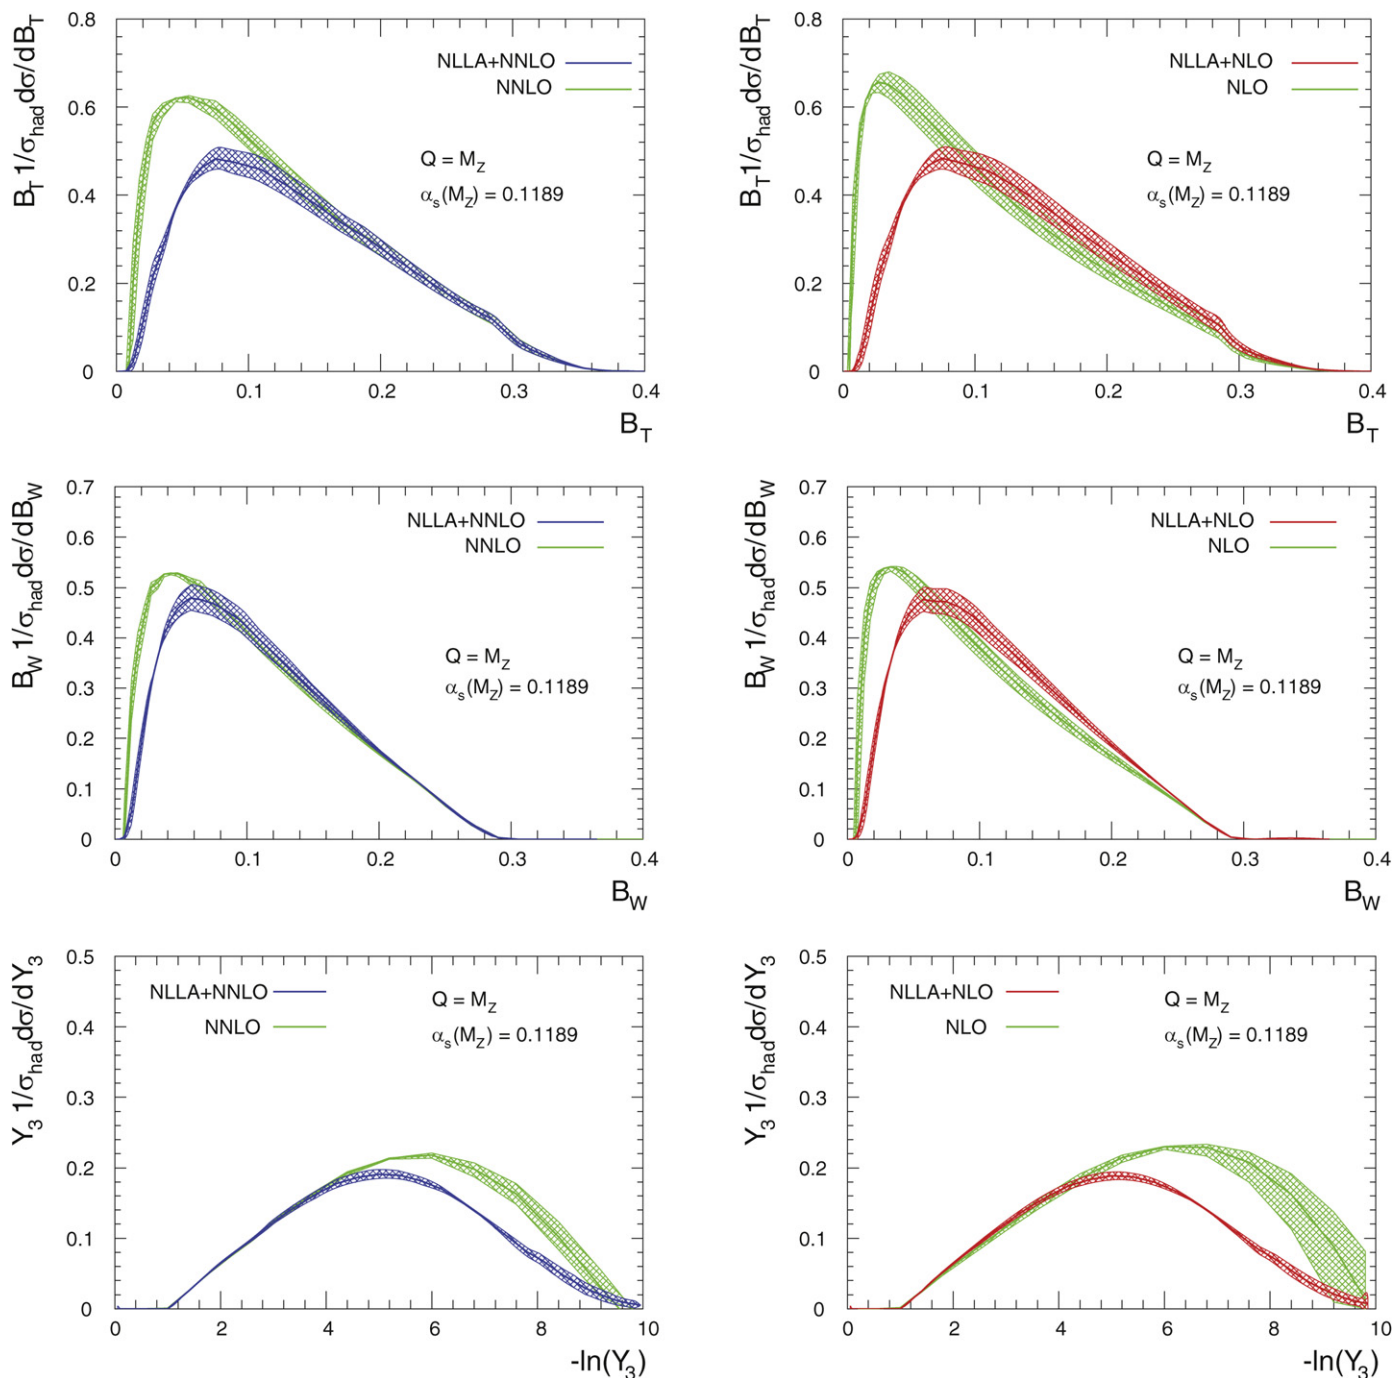 B_T 1/σ_had dσ/dB_T
0.8
0.6
0.4
0.2
0
NLLA+NNLO
NNLO
Q = M_Z
α_s(M_Z) = 0.1189
0 0.1 0.2 0.3 0.4
B_T
B_T 1/σ_had dσ/dB_T
0.8
0.6
0.4
0.2
0
NLLA+NLO
NLO
Q = M_Z
α_s(M_Z) = 0.1189
0 0.1 0.2 0.3 0.4
B_T
B_W 1/σ_had dσ/dB_W
0.7
0.6
0.5
0.4
0.3
0.2
0.1
0
NLLA+NNLO
NNLO
Q = M_Z
α_s(M_Z) = 0.1189
0 0.1 0.2 0.3 0.4
B_W
B_W 1/σ_had dσ/dB_W
0.7
0.6
0.5
0.4
0.3
0.2
0.1
0
NLLA+NLO
NLO
Q = M_Z
α_s(M_Z) = 0.1189
0 0.1 0.2 0.3 0.4
B_W
Y_3 1/σ_had dσ/dY_3
0.5
0.4
0.3
0.2
0.1
0
NLLA+NNLO
NNLO
Q = M_Z
α_s(M_Z) = 0.1189
0 2 4 6 8 10
-ln(Y_3)
Y_3 1/σ_had dσ/dY_3
0.5
0.4
0.3
0.2
0.1
0
NLLA+NLO
NLO
Q = M_Z
α_s(M_Z) = 0.1189
0 2 4 6 8 10
-ln(Y_3)